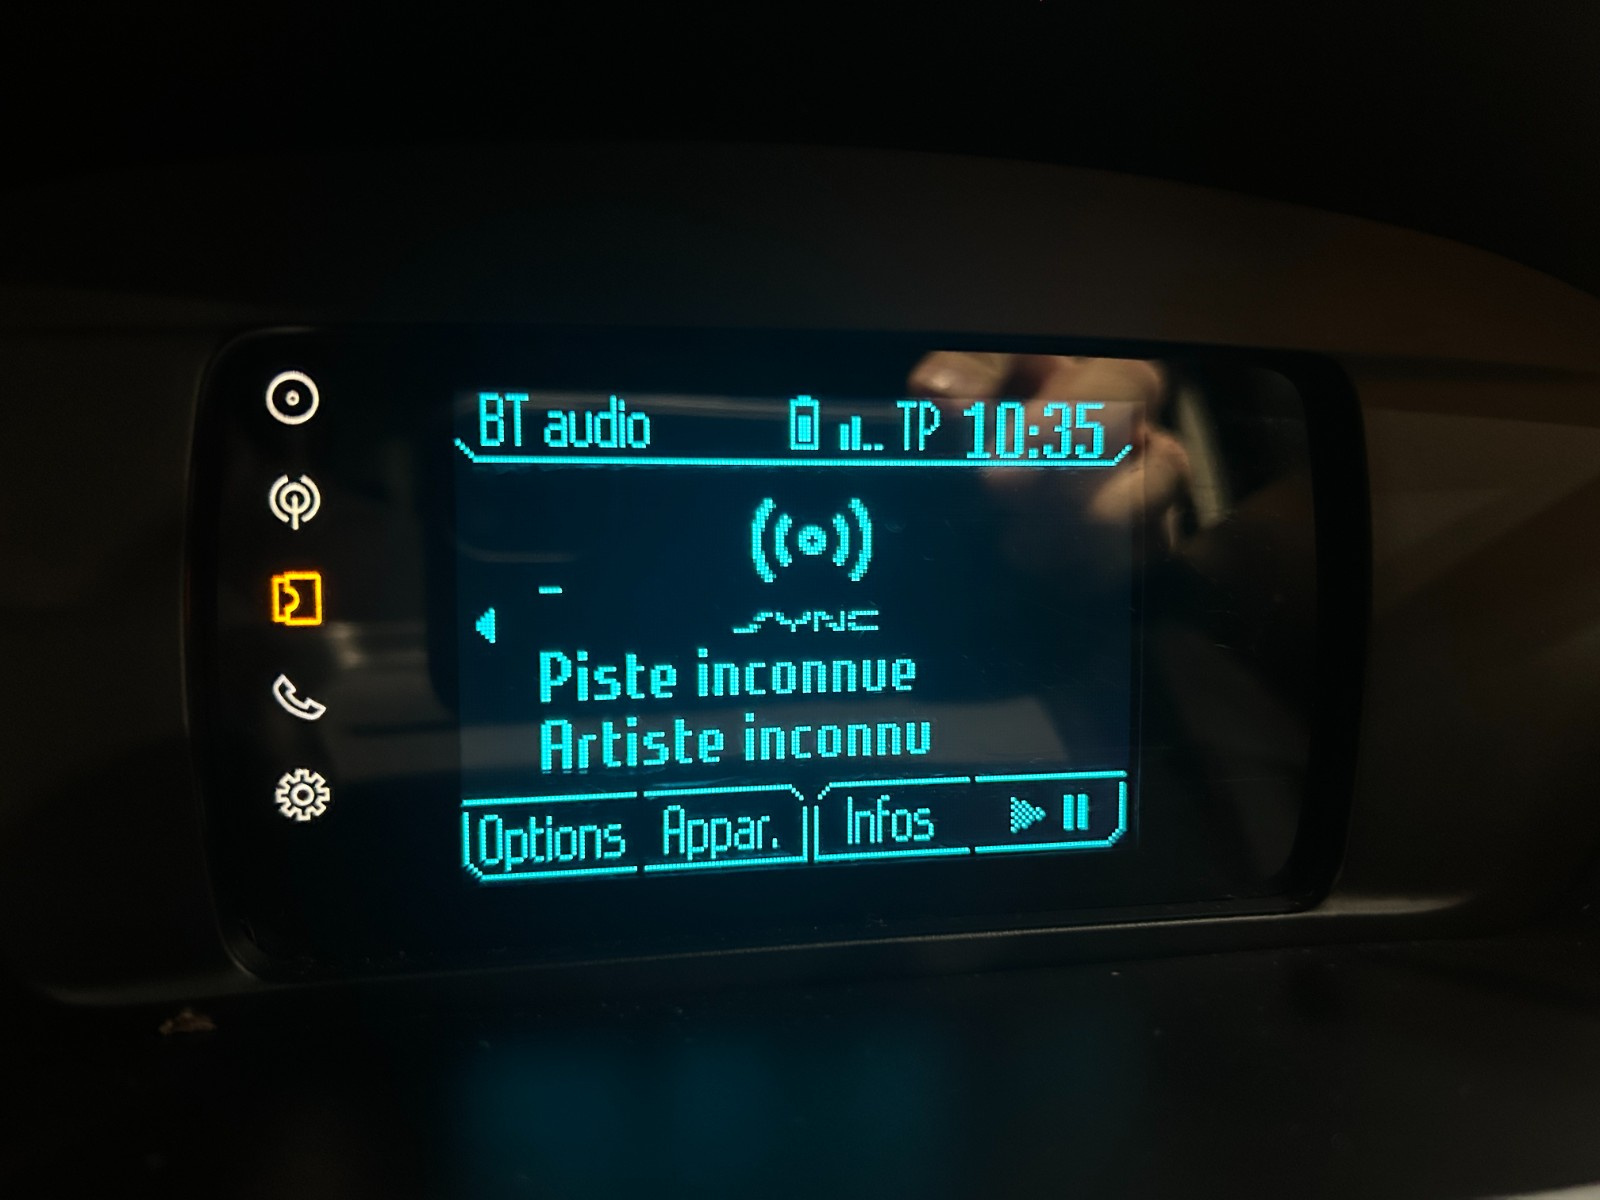 BT audio TP 10:35
SYNC
Piste inconnue
Artiste inconnu
Options Appar. Infos